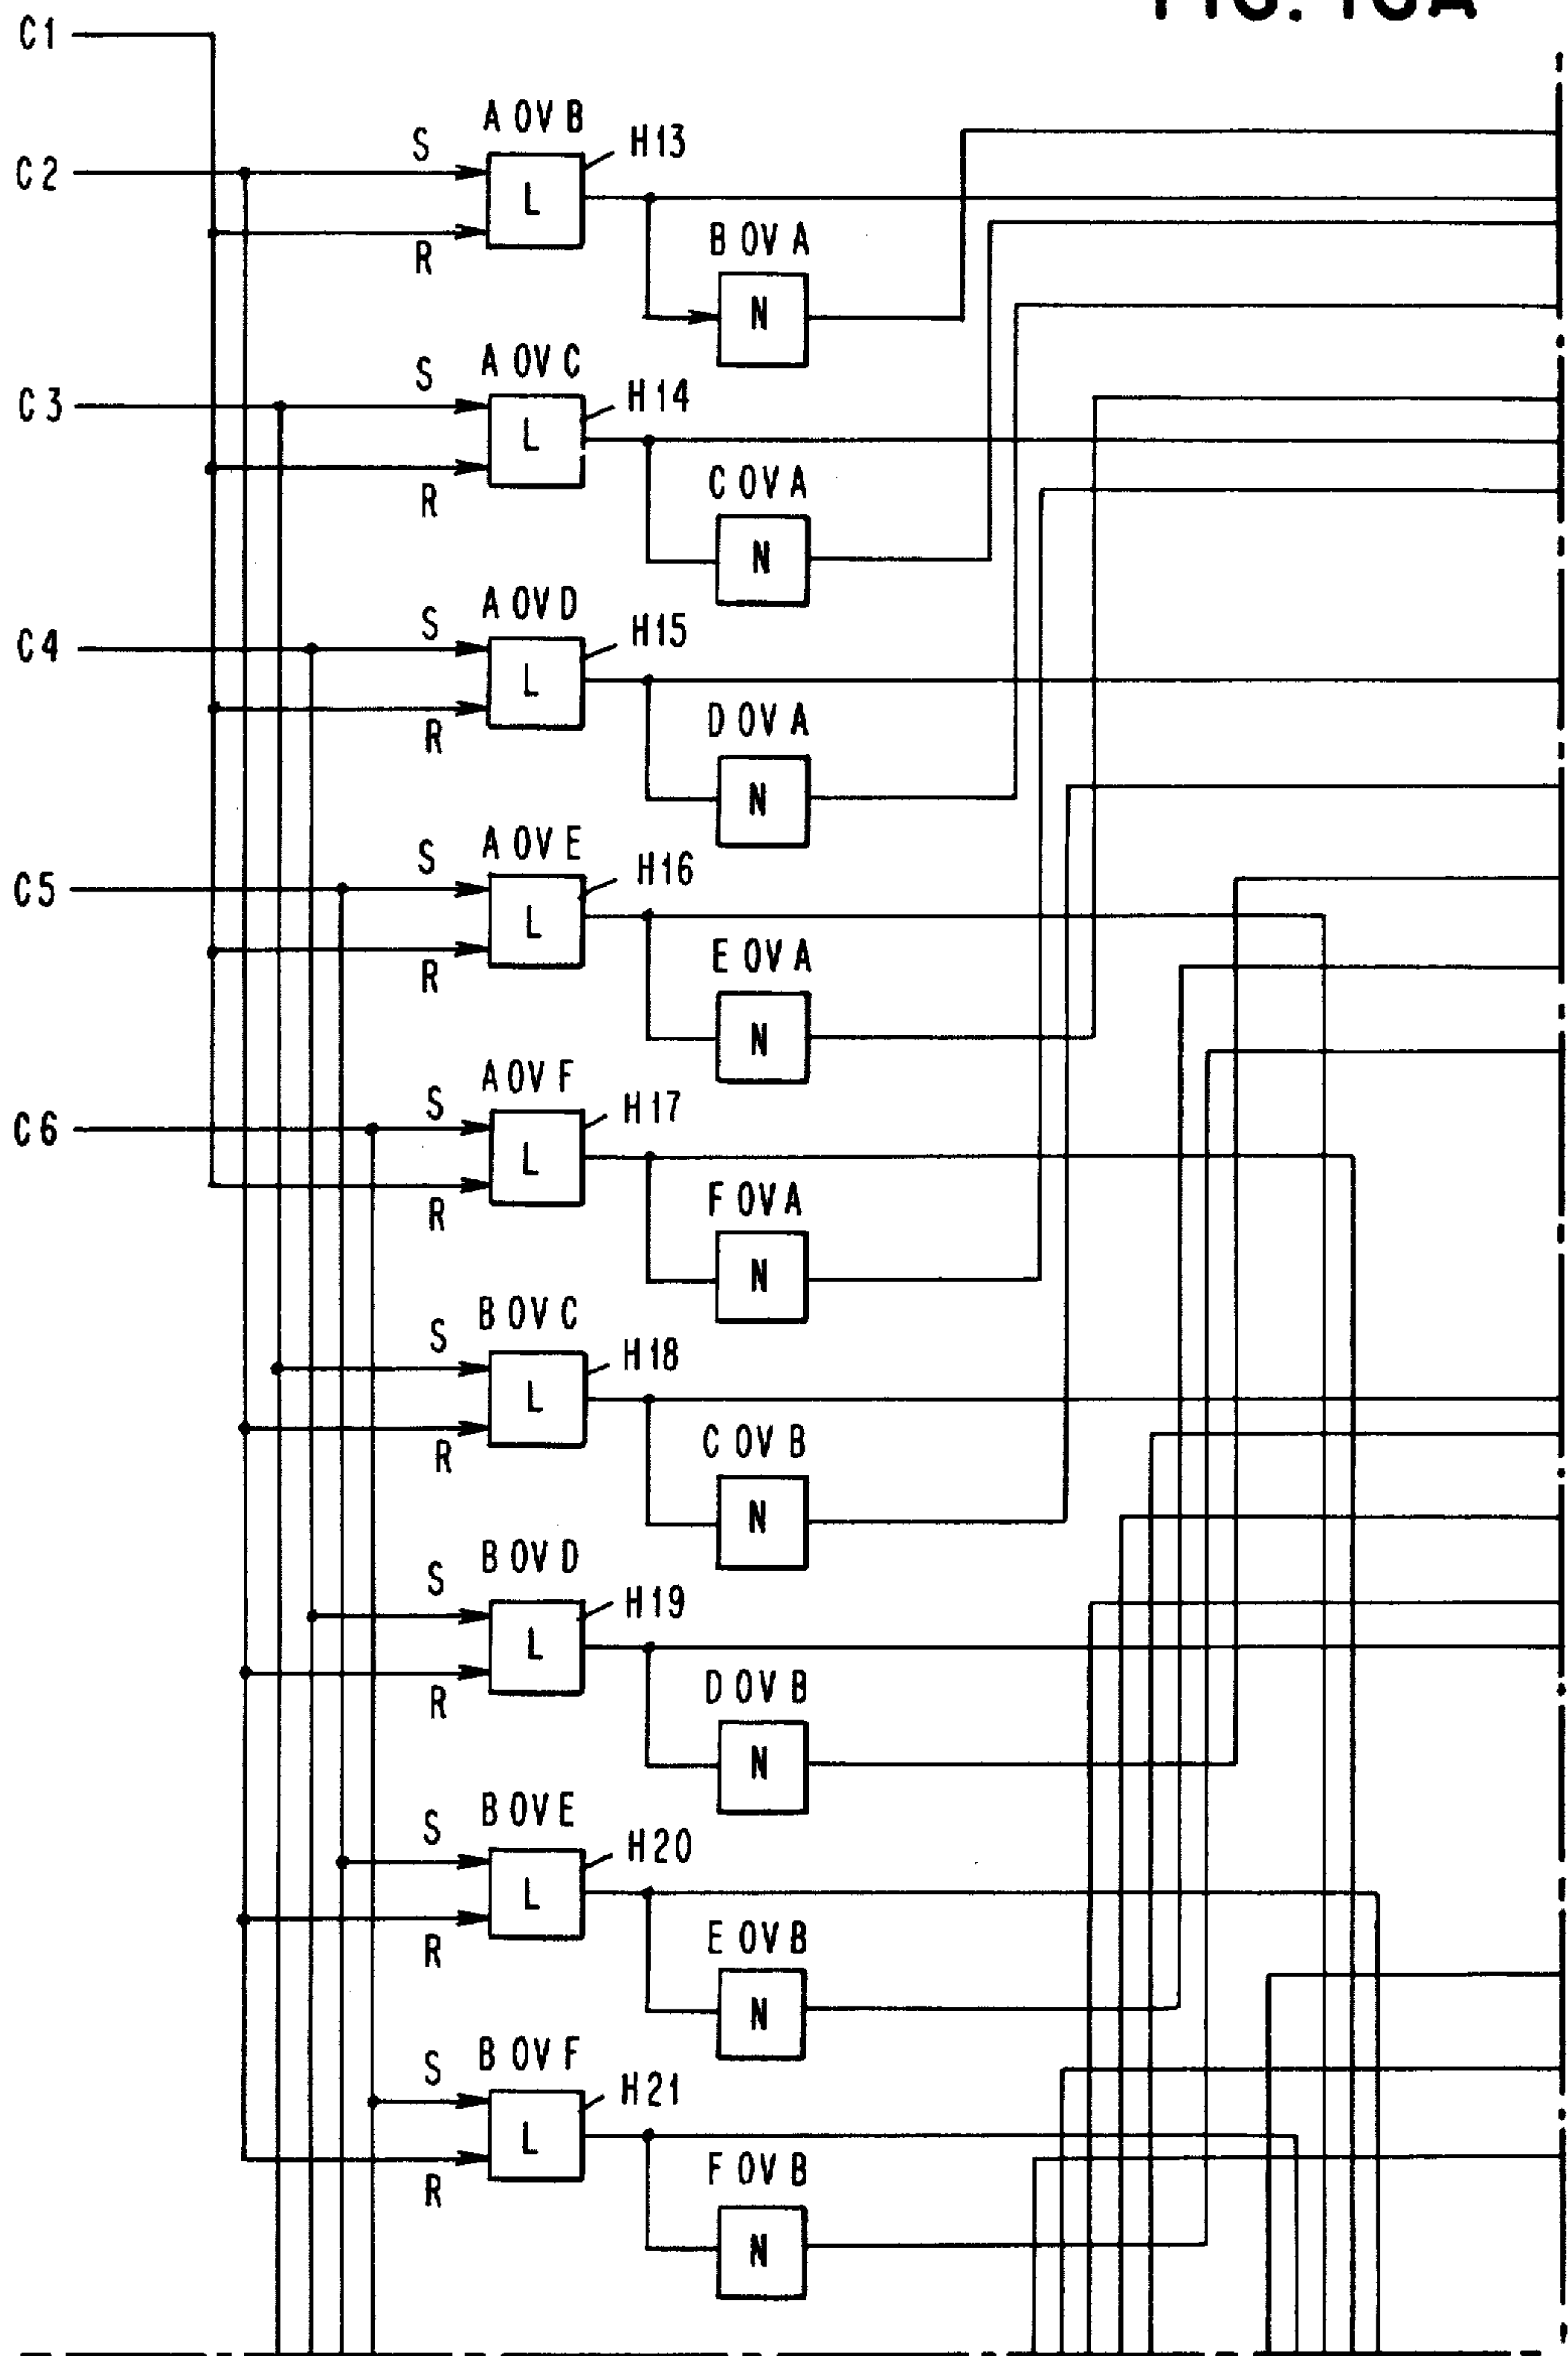 C1
A OV B
S
H13
C2
L
R
B OV A
N
A OV C
S
H14
C3
L
R
C OV A
N
A OV D
S
H15
C4
L
R
D OV A
N
A OV E
S
H16
C5
L
R
E OV A
N
A OV F
S
H17
C6
L
R
F OV A
N
B OV C
S
H18
L
R
C OV B
N
B OV D
S
H19
L
R
D OV B
N
B OV E
S
H20
L
R
E OV B
N
B OV F
S
H21
L
R
F OV B
N